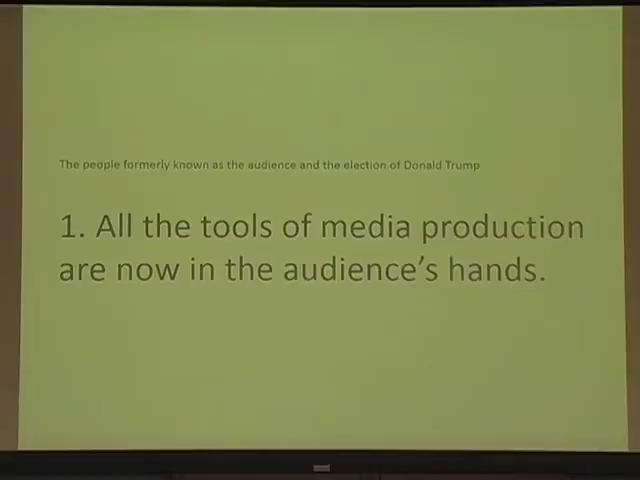 The people formerly known as the audience and the election of Donald Trump
1. All the tools of media production
are now in the audience's hands.